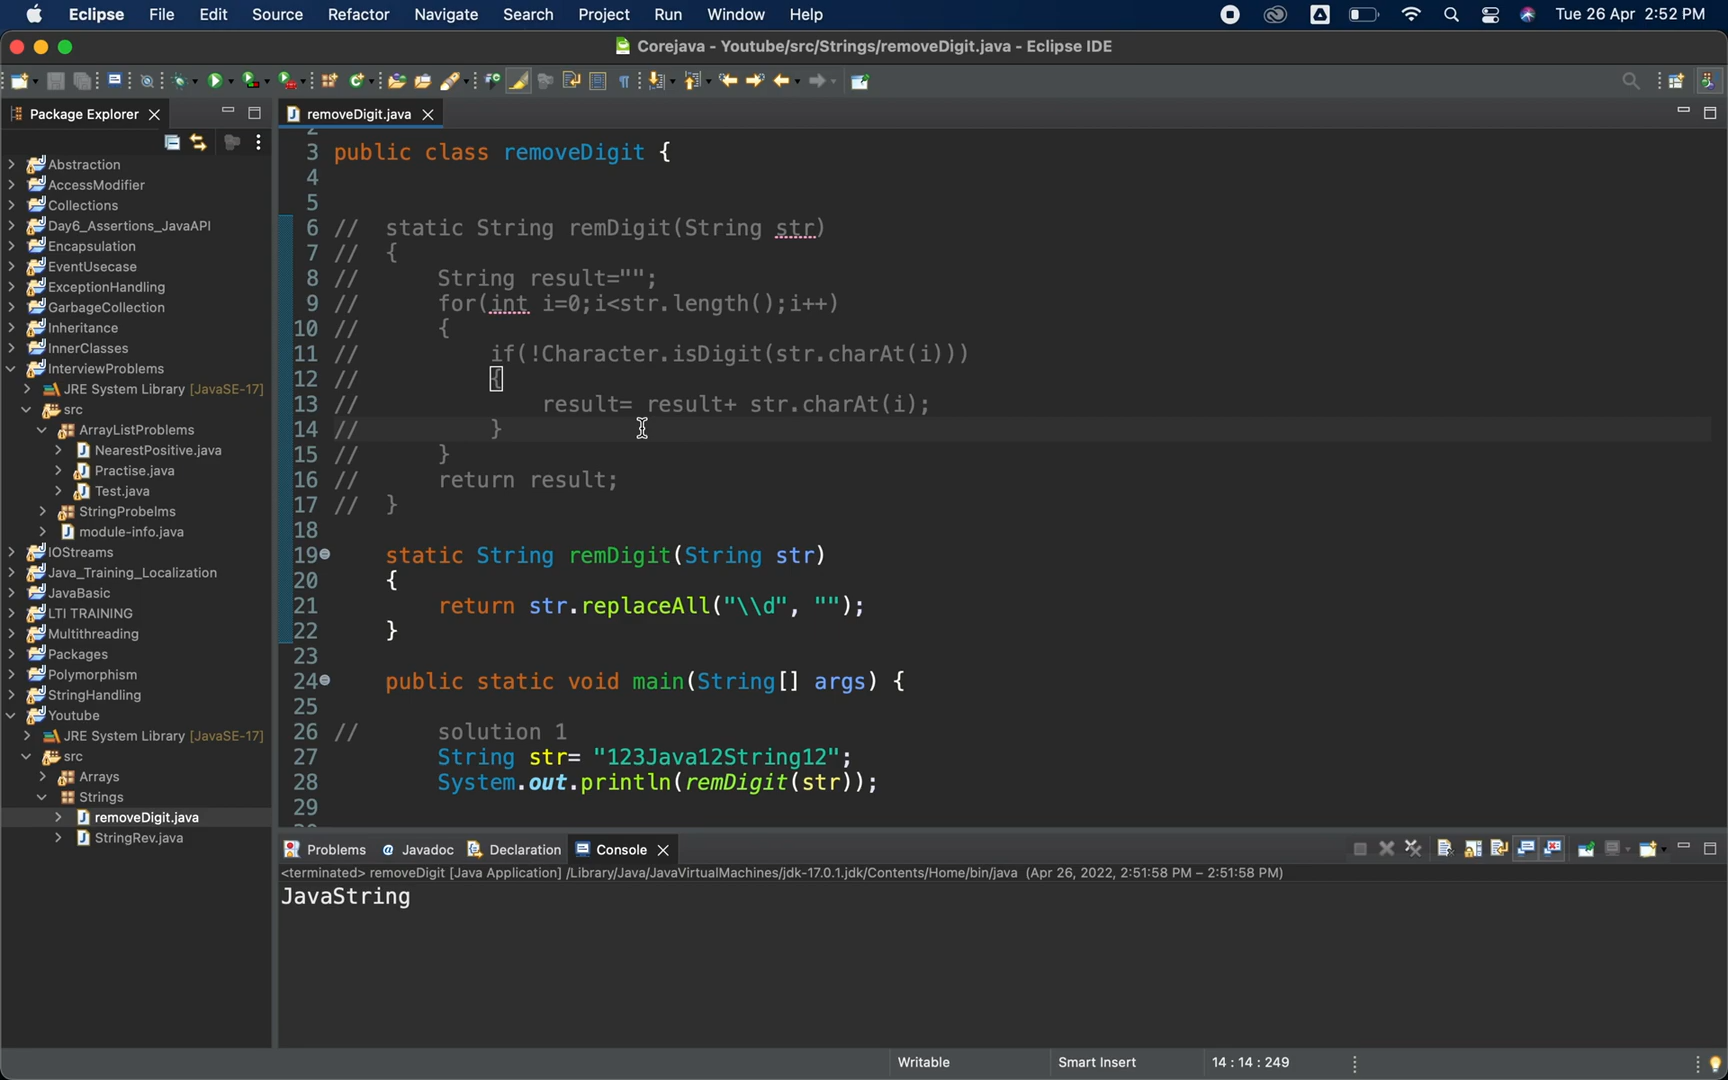 Eclipse File Edit Source Refactor Navigate Search Project Run Window Help Tue 26 Apr 2:52 PM
Corejava - Youtube/src/Strings/removeDigit.java - Eclipse IDE
Package Explorer
Abstraction
AccessModifier
Collections
Day6_Assertions_JavaAPI
Encapsulation
EventUsecase
ExceptionHandling
GarbageCollection
Inheritance
InnerClasses
InterviewProblems
JRE System Library [JavaSE-17]
src
ArrayListProblems
NearestPositive.java
Practise.java
Test.java
StringProbelms
module-info.java
IOStreams
Java_Training_Localization
JavaBasic
LTI TRAINING
Multithreading
Packages
Polymorphism
StringHandling
Youtube
JRE System Library [JavaSE-17]
src
Arrays
Strings
removeDigit.java
StringRev.java
removeDigit.java
3 public class removeDigit {
4
5
6 // static String remDigit(String str)
7 // {
8 // String result="";
9 // for(int i=0;i<str.length();i++)
10 // {
11 // if(!Character.isDigit(str.charAt(i)))
12 // {
13 // result= result+ str.charAt(i);
14 // }
15 // }
16 // return result;
17 // }
18
19 static String remDigit(String str)
20 {
21 return str.replaceAll("\\d", "");
22 }
23
24 public static void main(String[] args) {
25
26 // solution 1
27 String str= "123Java12String12";
28 System.out.println(remDigit(str));
29
Problems @ Javadoc Declaration Console
<terminated> removeDigit [Java Application] /Library/Java/JavaVirtualMachines/jdk-17.0.1.jdk/Contents/Home/bin/java (Apr 26, 2022, 2:51:58 PM – 2:51:58 PM)
JavaString
Writable Smart Insert 14 : 14 : 249